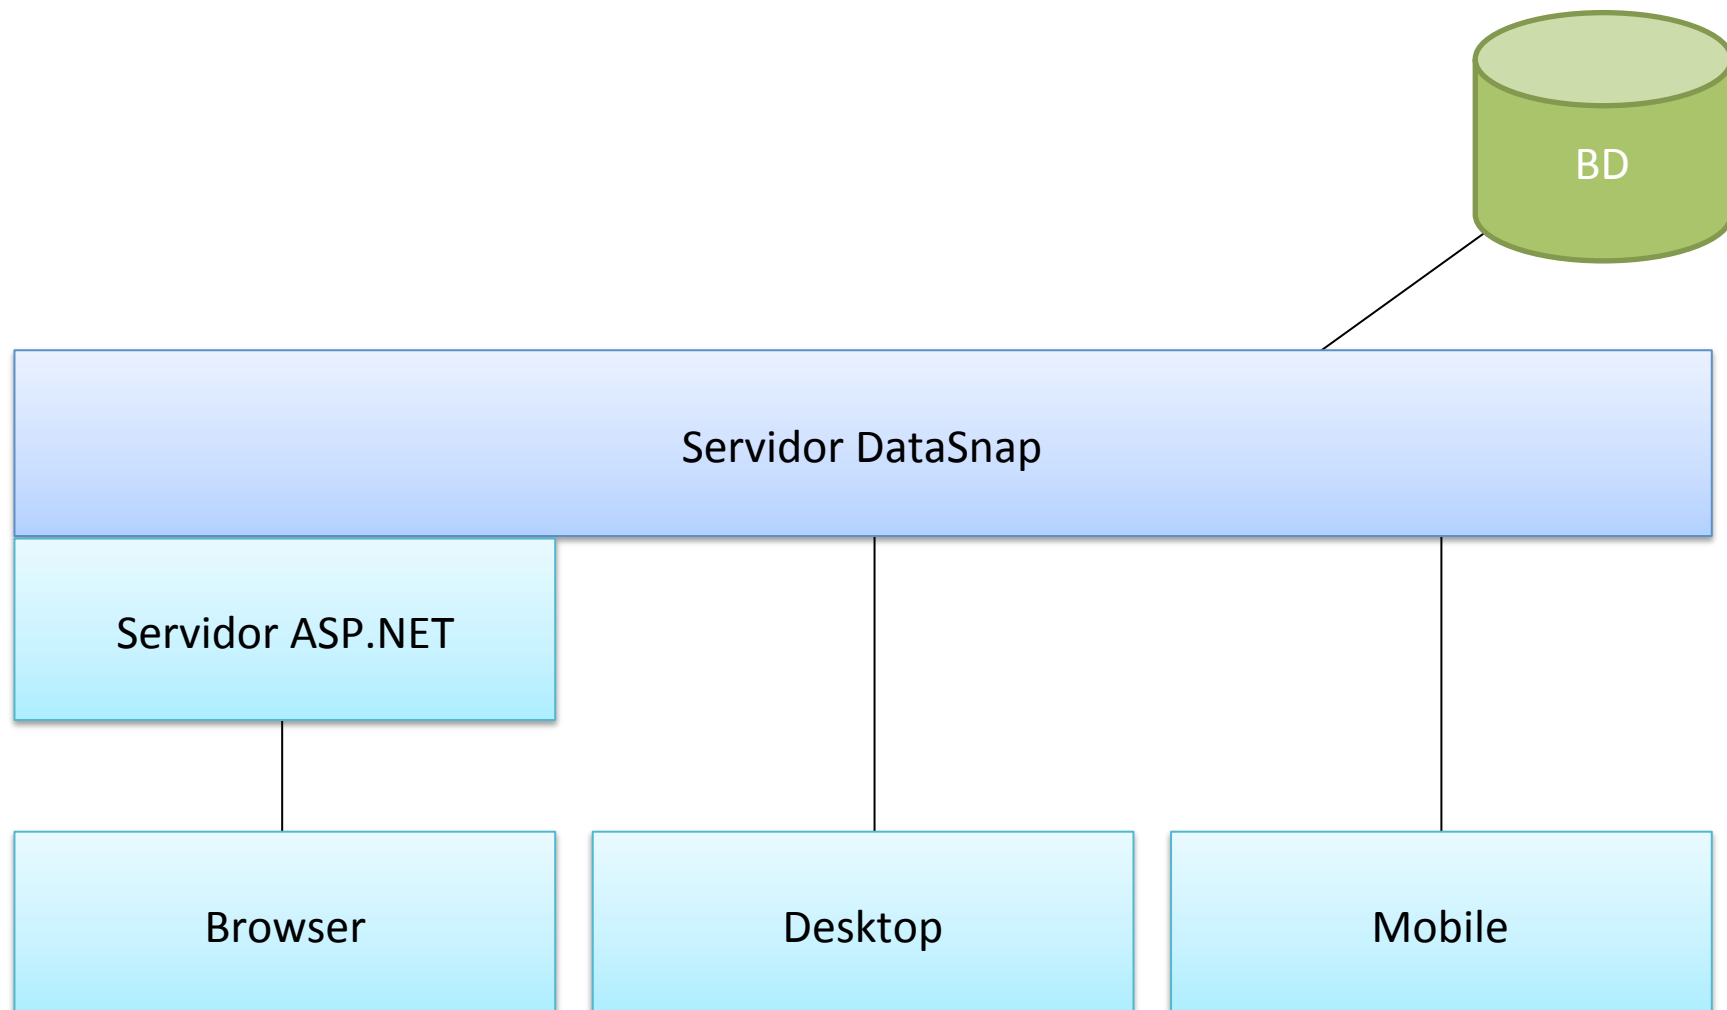 BD
Servidor DataSnap
Servidor ASP.NET
Browser
Desktop
Mobile